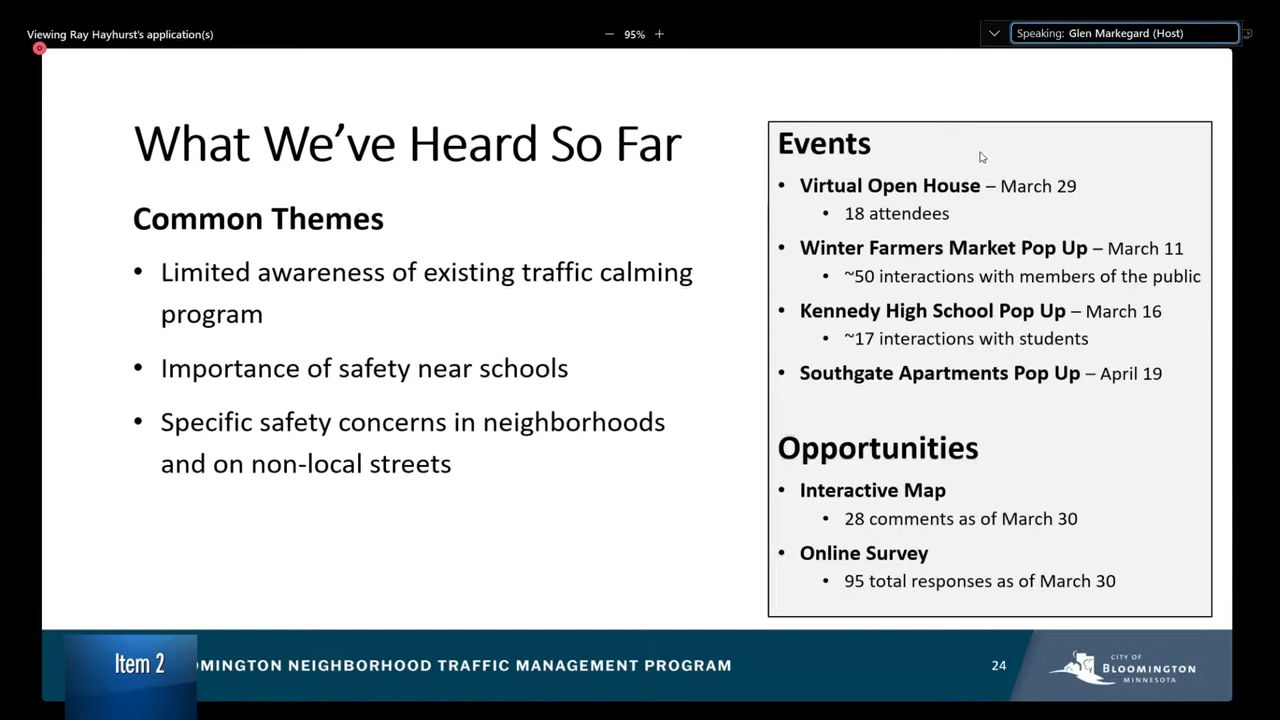 Viewing Ray Hayhurst's application(s)
95%
Speaking: Glen Markegard (Host)
What We've Heard So Far
Common Themes
• Limited awareness of existing traffic calming
program
• Importance of safety near schools
• Specific safety concerns in neighborhoods
and on non-local streets
Events
• Virtual Open House – March 29
• 18 attendees
• Winter Farmers Market Pop Up – March 11
• ~50 interactions with members of the public
• Kennedy High School Pop Up – March 16
• ~17 interactions with students
• Southgate Apartments Pop Up – April 19
Opportunities
• Interactive Map
• 28 comments as of March 30
• Online Survey
• 95 total responses as of March 30
Item 2
OMINGTON NEIGHBORHOOD TRAFFIC MANAGEMENT PROGRAM
24
CITY OF
BLOOMINGTON
MINNESOTA